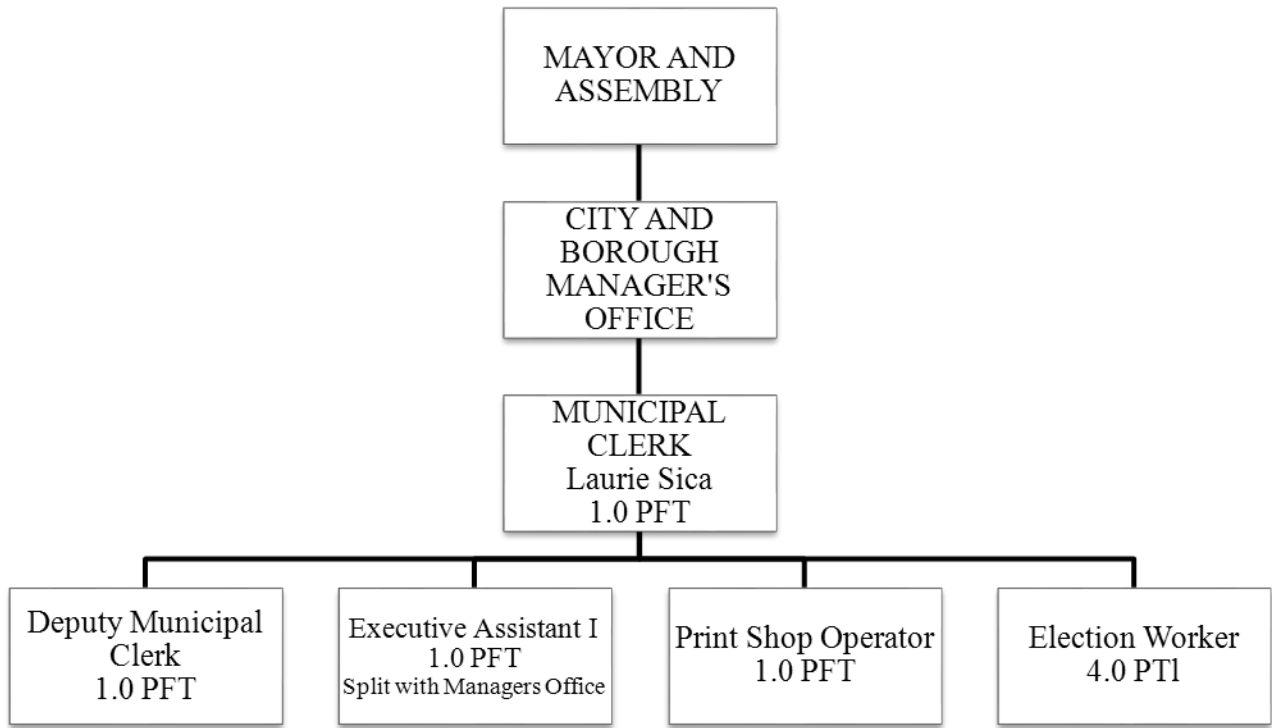 MAYOR AND
ASSEMBLY
CITY AND
BOROUGH
MANAGER'S
OFFICE
MUNICIPAL
CLERK
Laurie Sica
1.0 PFT
Deputy Municipal
Clerk
1.0 PFT
Executive Assistant I
1.0 PFT
Split with Managers Office
Print Shop Operator
1.0 PFT
Election Worker
4.0 PTl